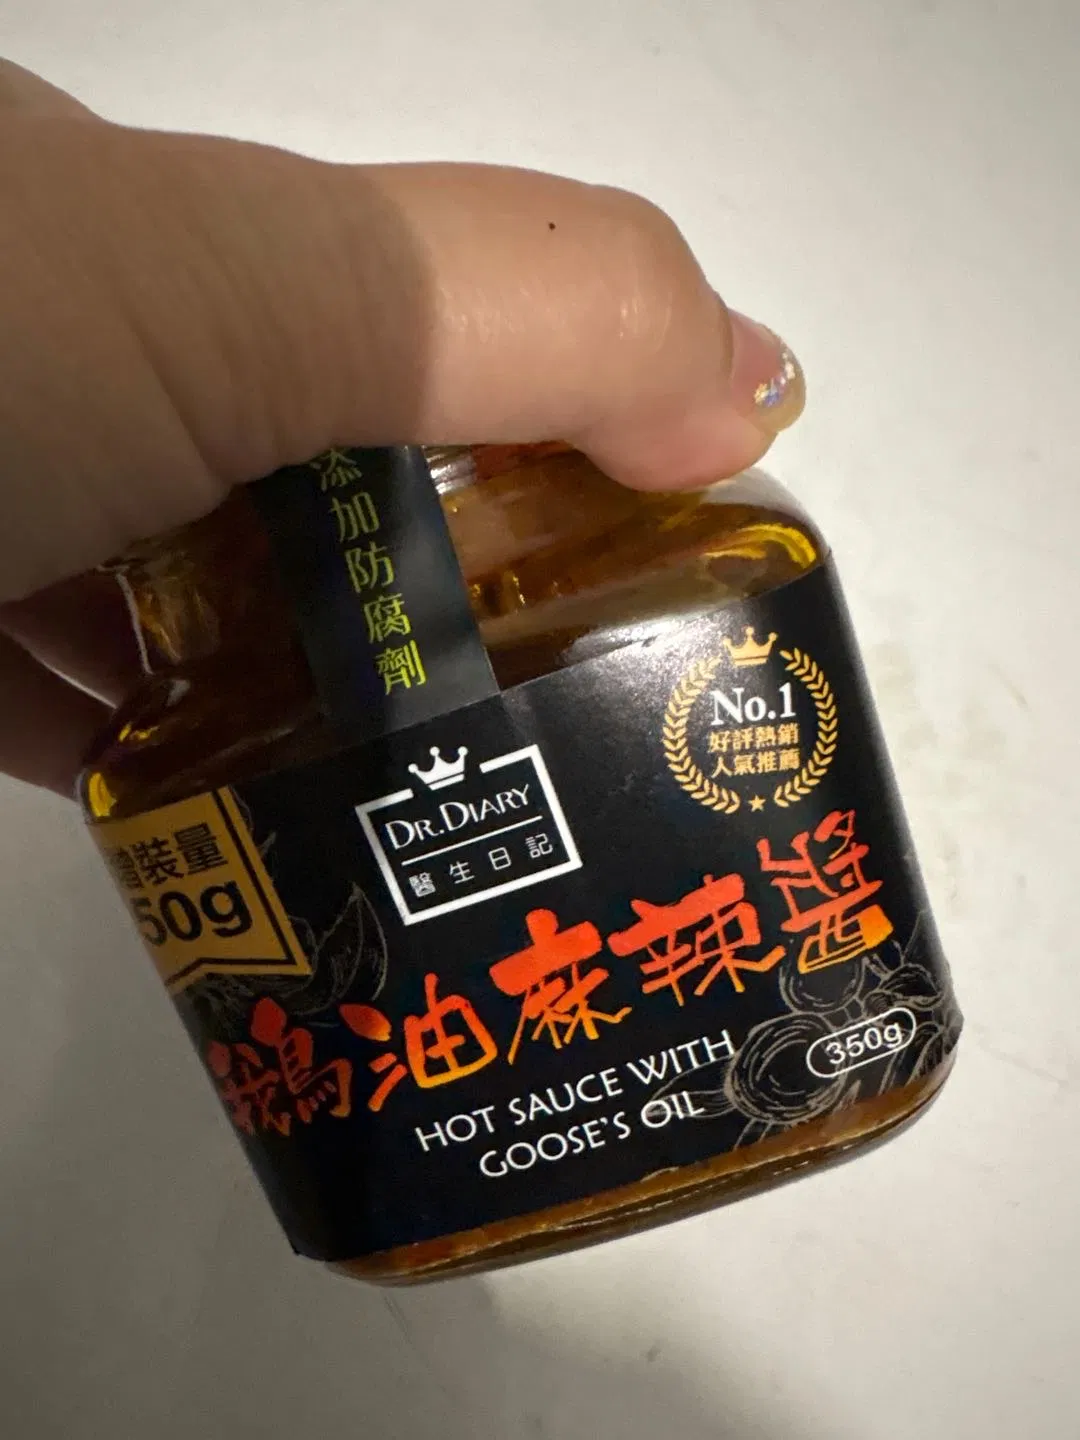 添加防腐劑
No.1
好評熱銷
人氣推薦
DR.DIARY
醫生日記
增裝量
50g
鵝油麻辣醬
HOT SAUCE WITH
GOOSE'S OIL
350g